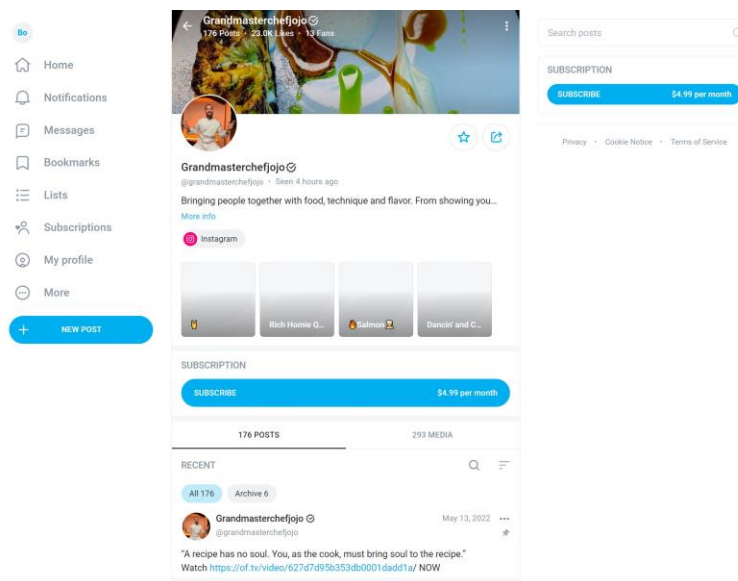 Bo
Home
Notifications
Messages
Bookmarks
Lists
Subscriptions
My profile
More
NEW POST
Grandmasterchefjojo
176 Posts · 23.0K Likes · 13 Fans
Grandmasterchefjojo
@grandmasterchefjojo · Seen 4 hours ago
Bringing people together with food, technique and flavor. From showing you...
More info
Instagram
Rich Homie Q...
Salmon
Dancin' and C...
SUBSCRIPTION
SUBSCRIBE $4.99 per month
176 POSTS 293 MEDIA
RECENT
All 176 Archive 6
Grandmasterchefjojo May 13, 2022
@grandmasterchefjojo
"A recipe has no soul. You, as the cook, must bring soul to the recipe."
Watch https://of.tv/video/627d7d95b353db0001dadd1a/ NOW
Search posts
SUBSCRIPTION
SUBSCRIBE $4.99 per month
Privacy · Cookie Notice · Terms of Service